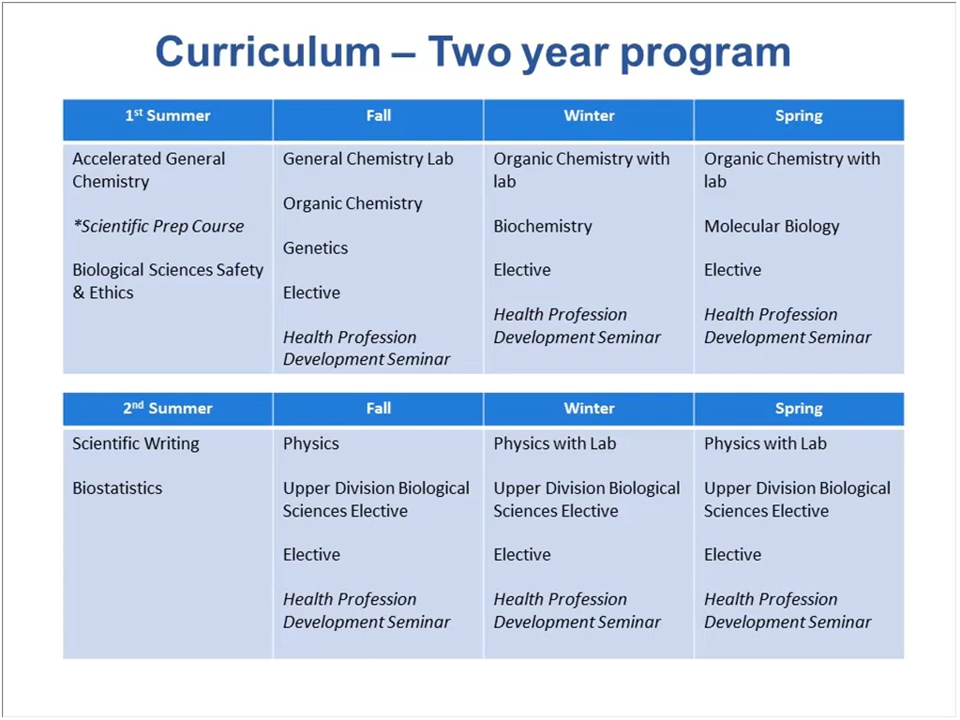 Curriculum – Two year program
1st Summer
Fall
Winter
Spring
Accelerated General
Chemistry
*Scientific Prep Course
Biological Sciences Safety
& Ethics
General Chemistry Lab
Organic Chemistry
Genetics
Elective
Health Profession
Development Seminar
Organic Chemistry with
lab
Biochemistry
Elective
Health Profession
Development Seminar
Organic Chemistry with
lab
Molecular Biology
Elective
Health Profession
Development Seminar
2nd Summer
Fall
Winter
Spring
Scientific Writing
Biostatistics
Physics
Upper Division Biological
Sciences Elective
Elective
Health Profession
Development Seminar
Physics with Lab
Upper Division Biological
Sciences Elective
Elective
Health Profession
Development Seminar
Physics with Lab
Upper Division Biological
Sciences Elective
Elective
Health Profession
Development Seminar